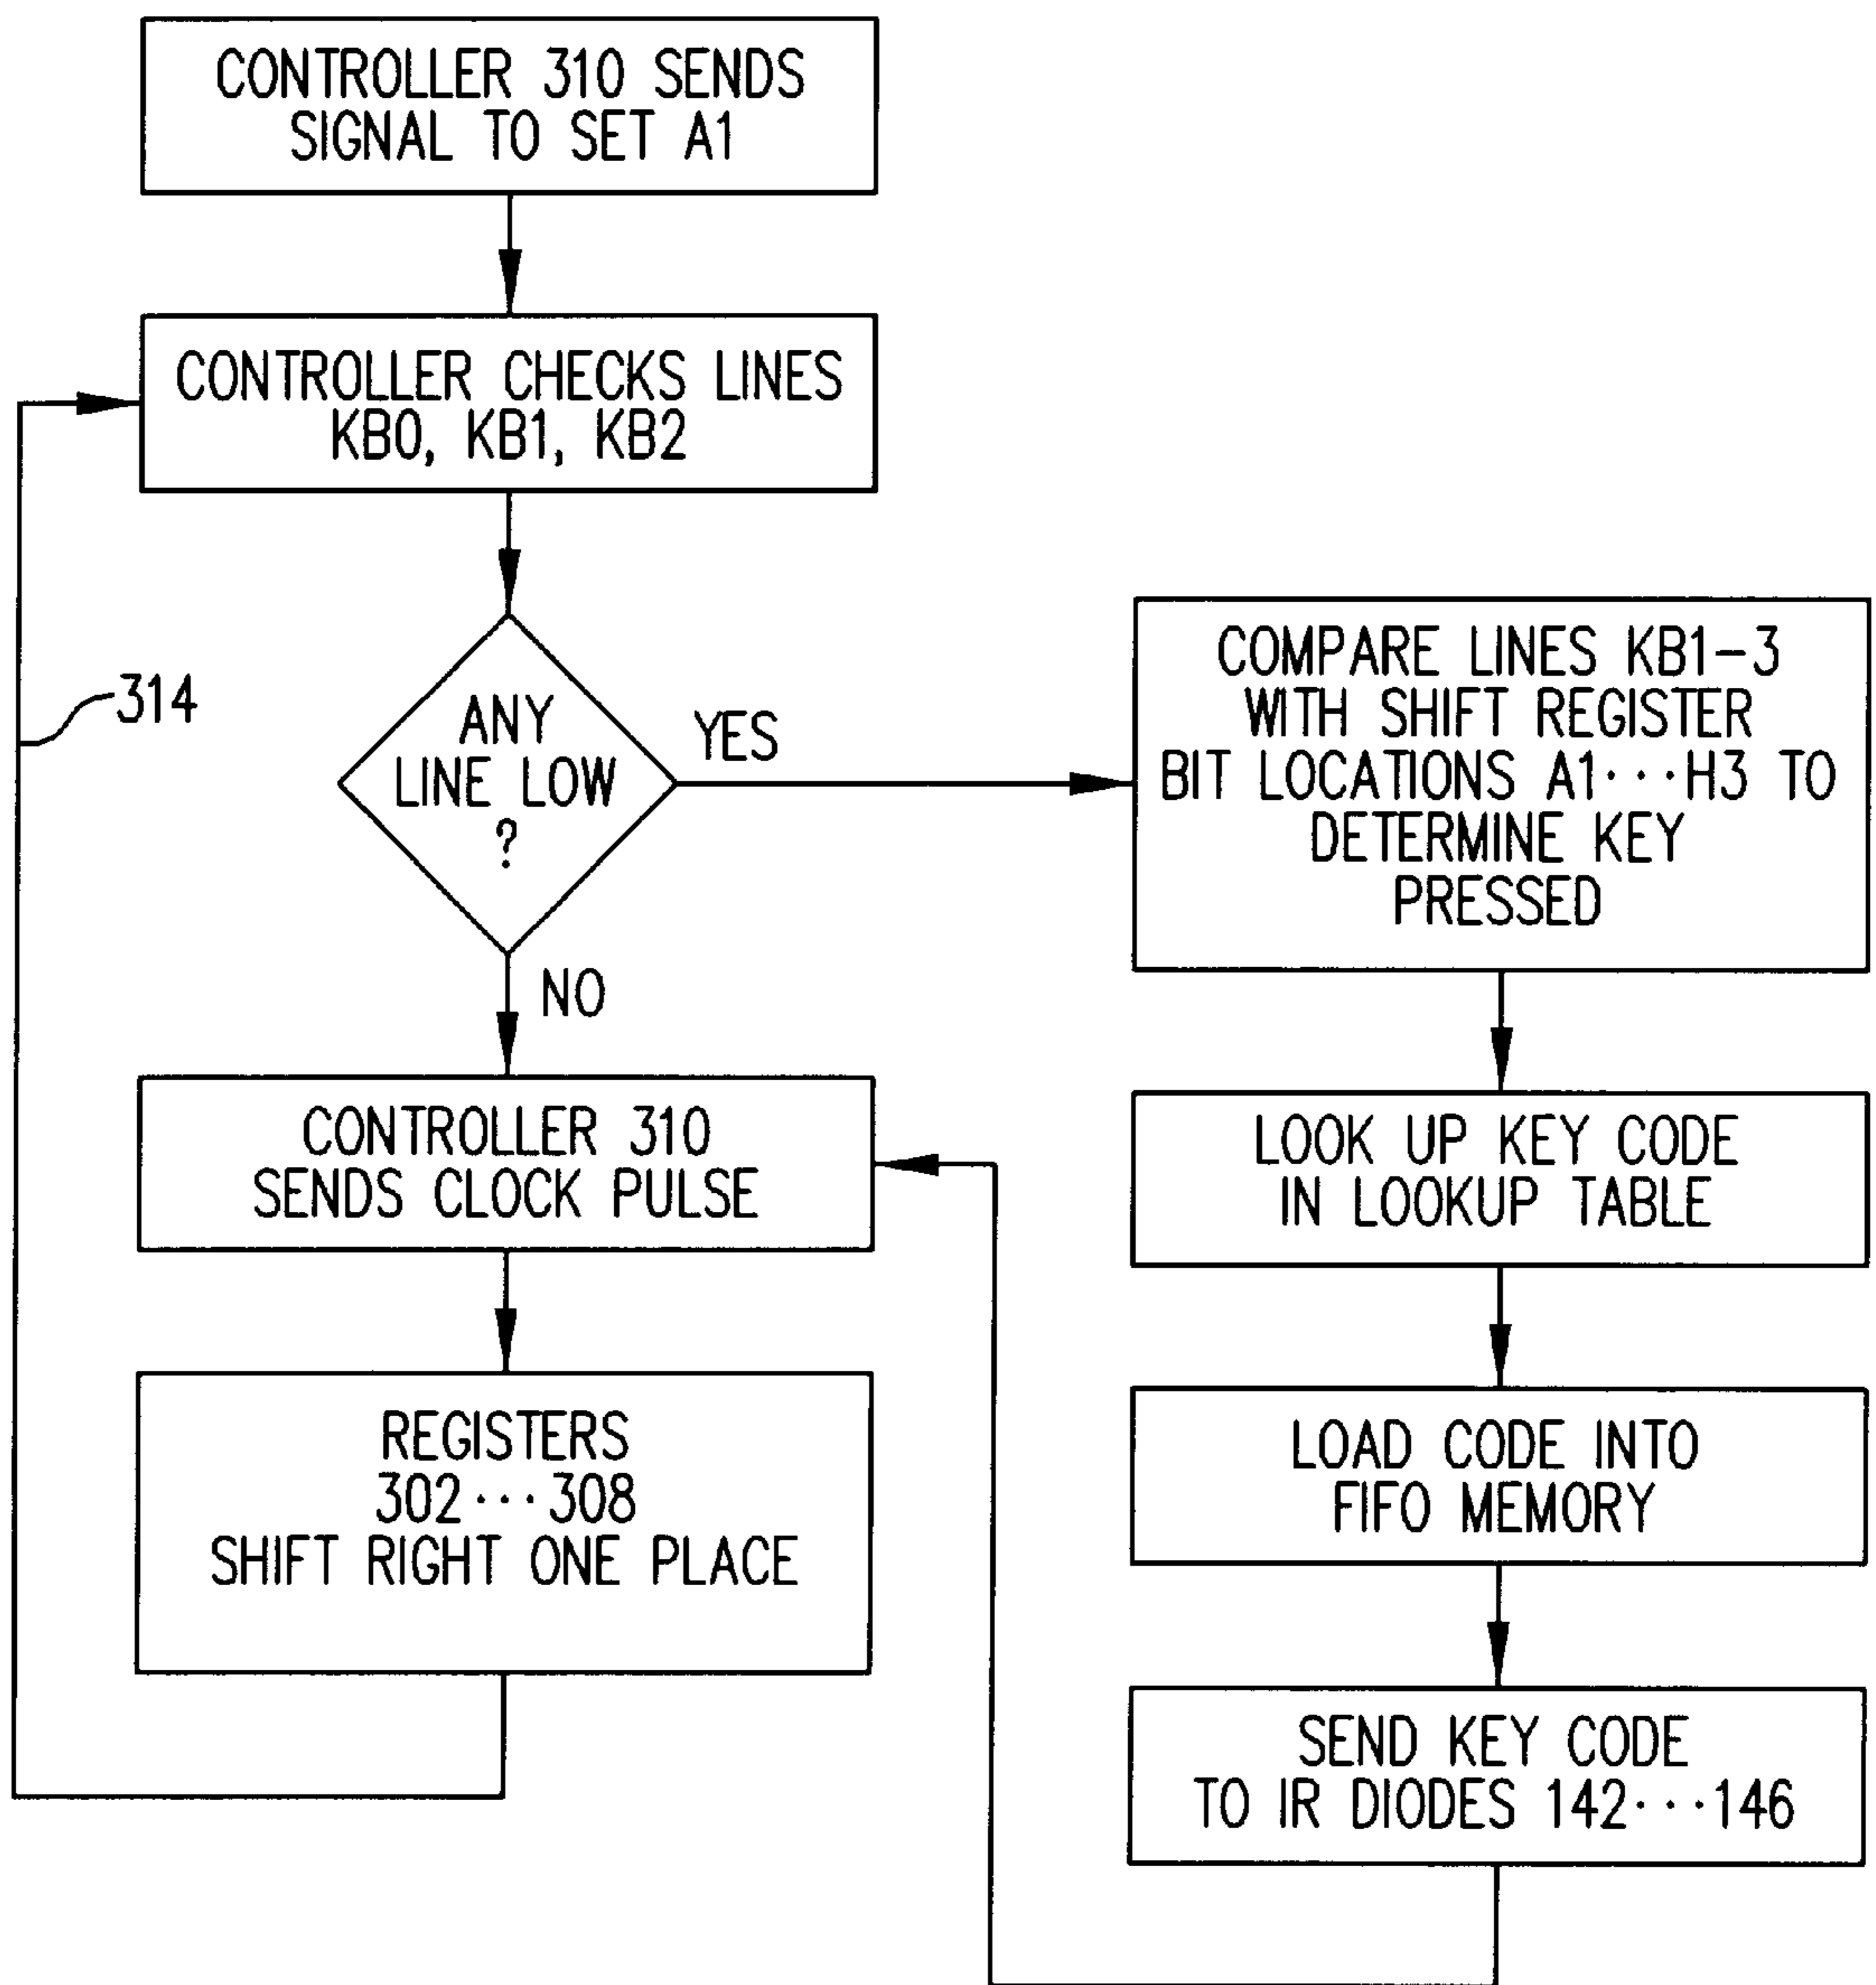 CONTROLLER 310 SENDS
SIGNAL TO SET A1
CONTROLLER CHECKS LINES
KB0, KB1, KB2
314
ANY
LINE LOW
?
YES
NO
COMPARE LINES KB1-3
WITH SHIFT REGISTER
BIT LOCATIONS A1···H3 TO
DETERMINE KEY
PRESSED
CONTROLLER 310
SENDS CLOCK PULSE
LOOK UP KEY CODE
IN LOOKUP TABLE
REGISTERS
302···308
SHIFT RIGHT ONE PLACE
LOAD CODE INTO
FIFO MEMORY
SEND KEY CODE
TO IR DIODES 142···146